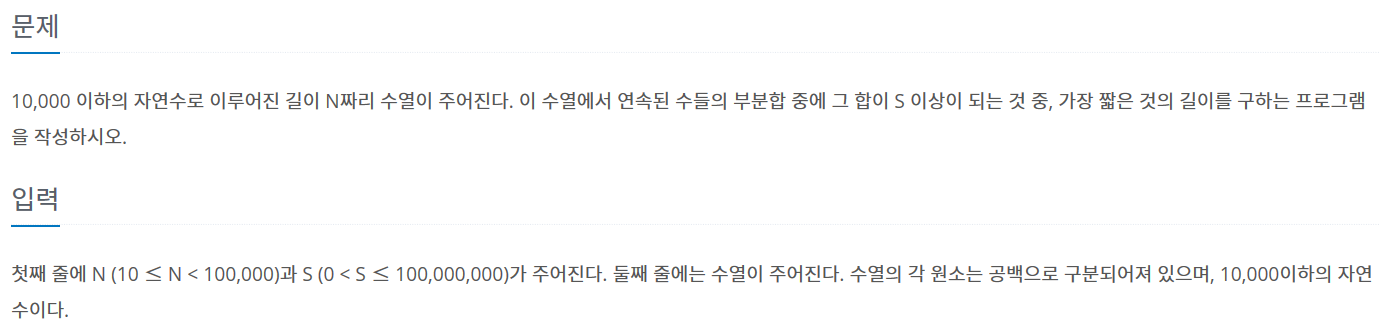 문제
10,000 이하의 자연수로 이루어진 길이 N짜리 수열이 주어진다. 이 수열에서 연속된 수들의 부분합 중에 그 합이 S 이상이 되는 것 중, 가장 짧은 것의 길이를 구하는 프로그램
을 작성하시오.
입력
첫째 줄에 N (10 ≤ N < 100,000)과 S (0 < S ≤ 100,000,000)가 주어진다. 둘째 줄에는 수열이 주어진다. 수열의 각 원소는 공백으로 구분되어져 있으며, 10,000이하의 자연
수이다.